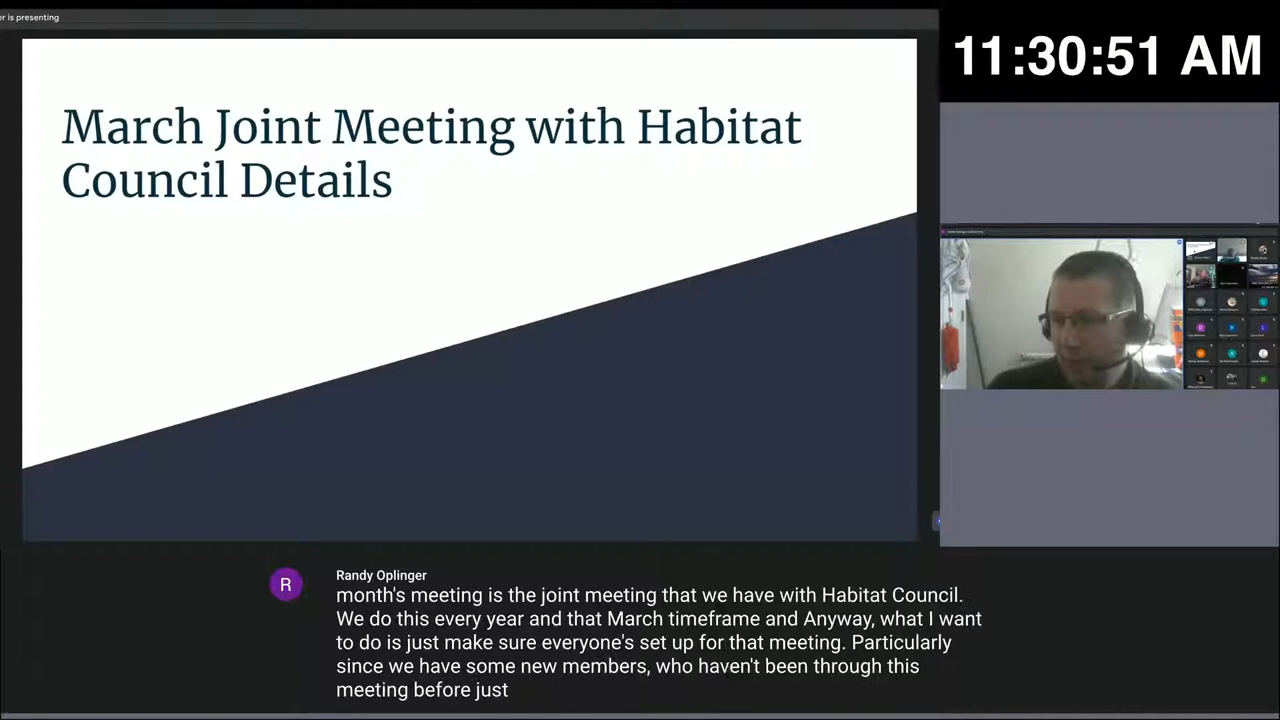 er is presenting
11:30:51 AM
March Joint Meeting with Habitat
Council Details
R
Randy Oplinger
month's meeting is the joint meeting that we have with Habitat Council.
We do this every year and that March timeframe and Anyway, what I want
to do is just make sure everyone's set up for that meeting. Particularly
since we have some new members, who haven't been through this
meeting before just